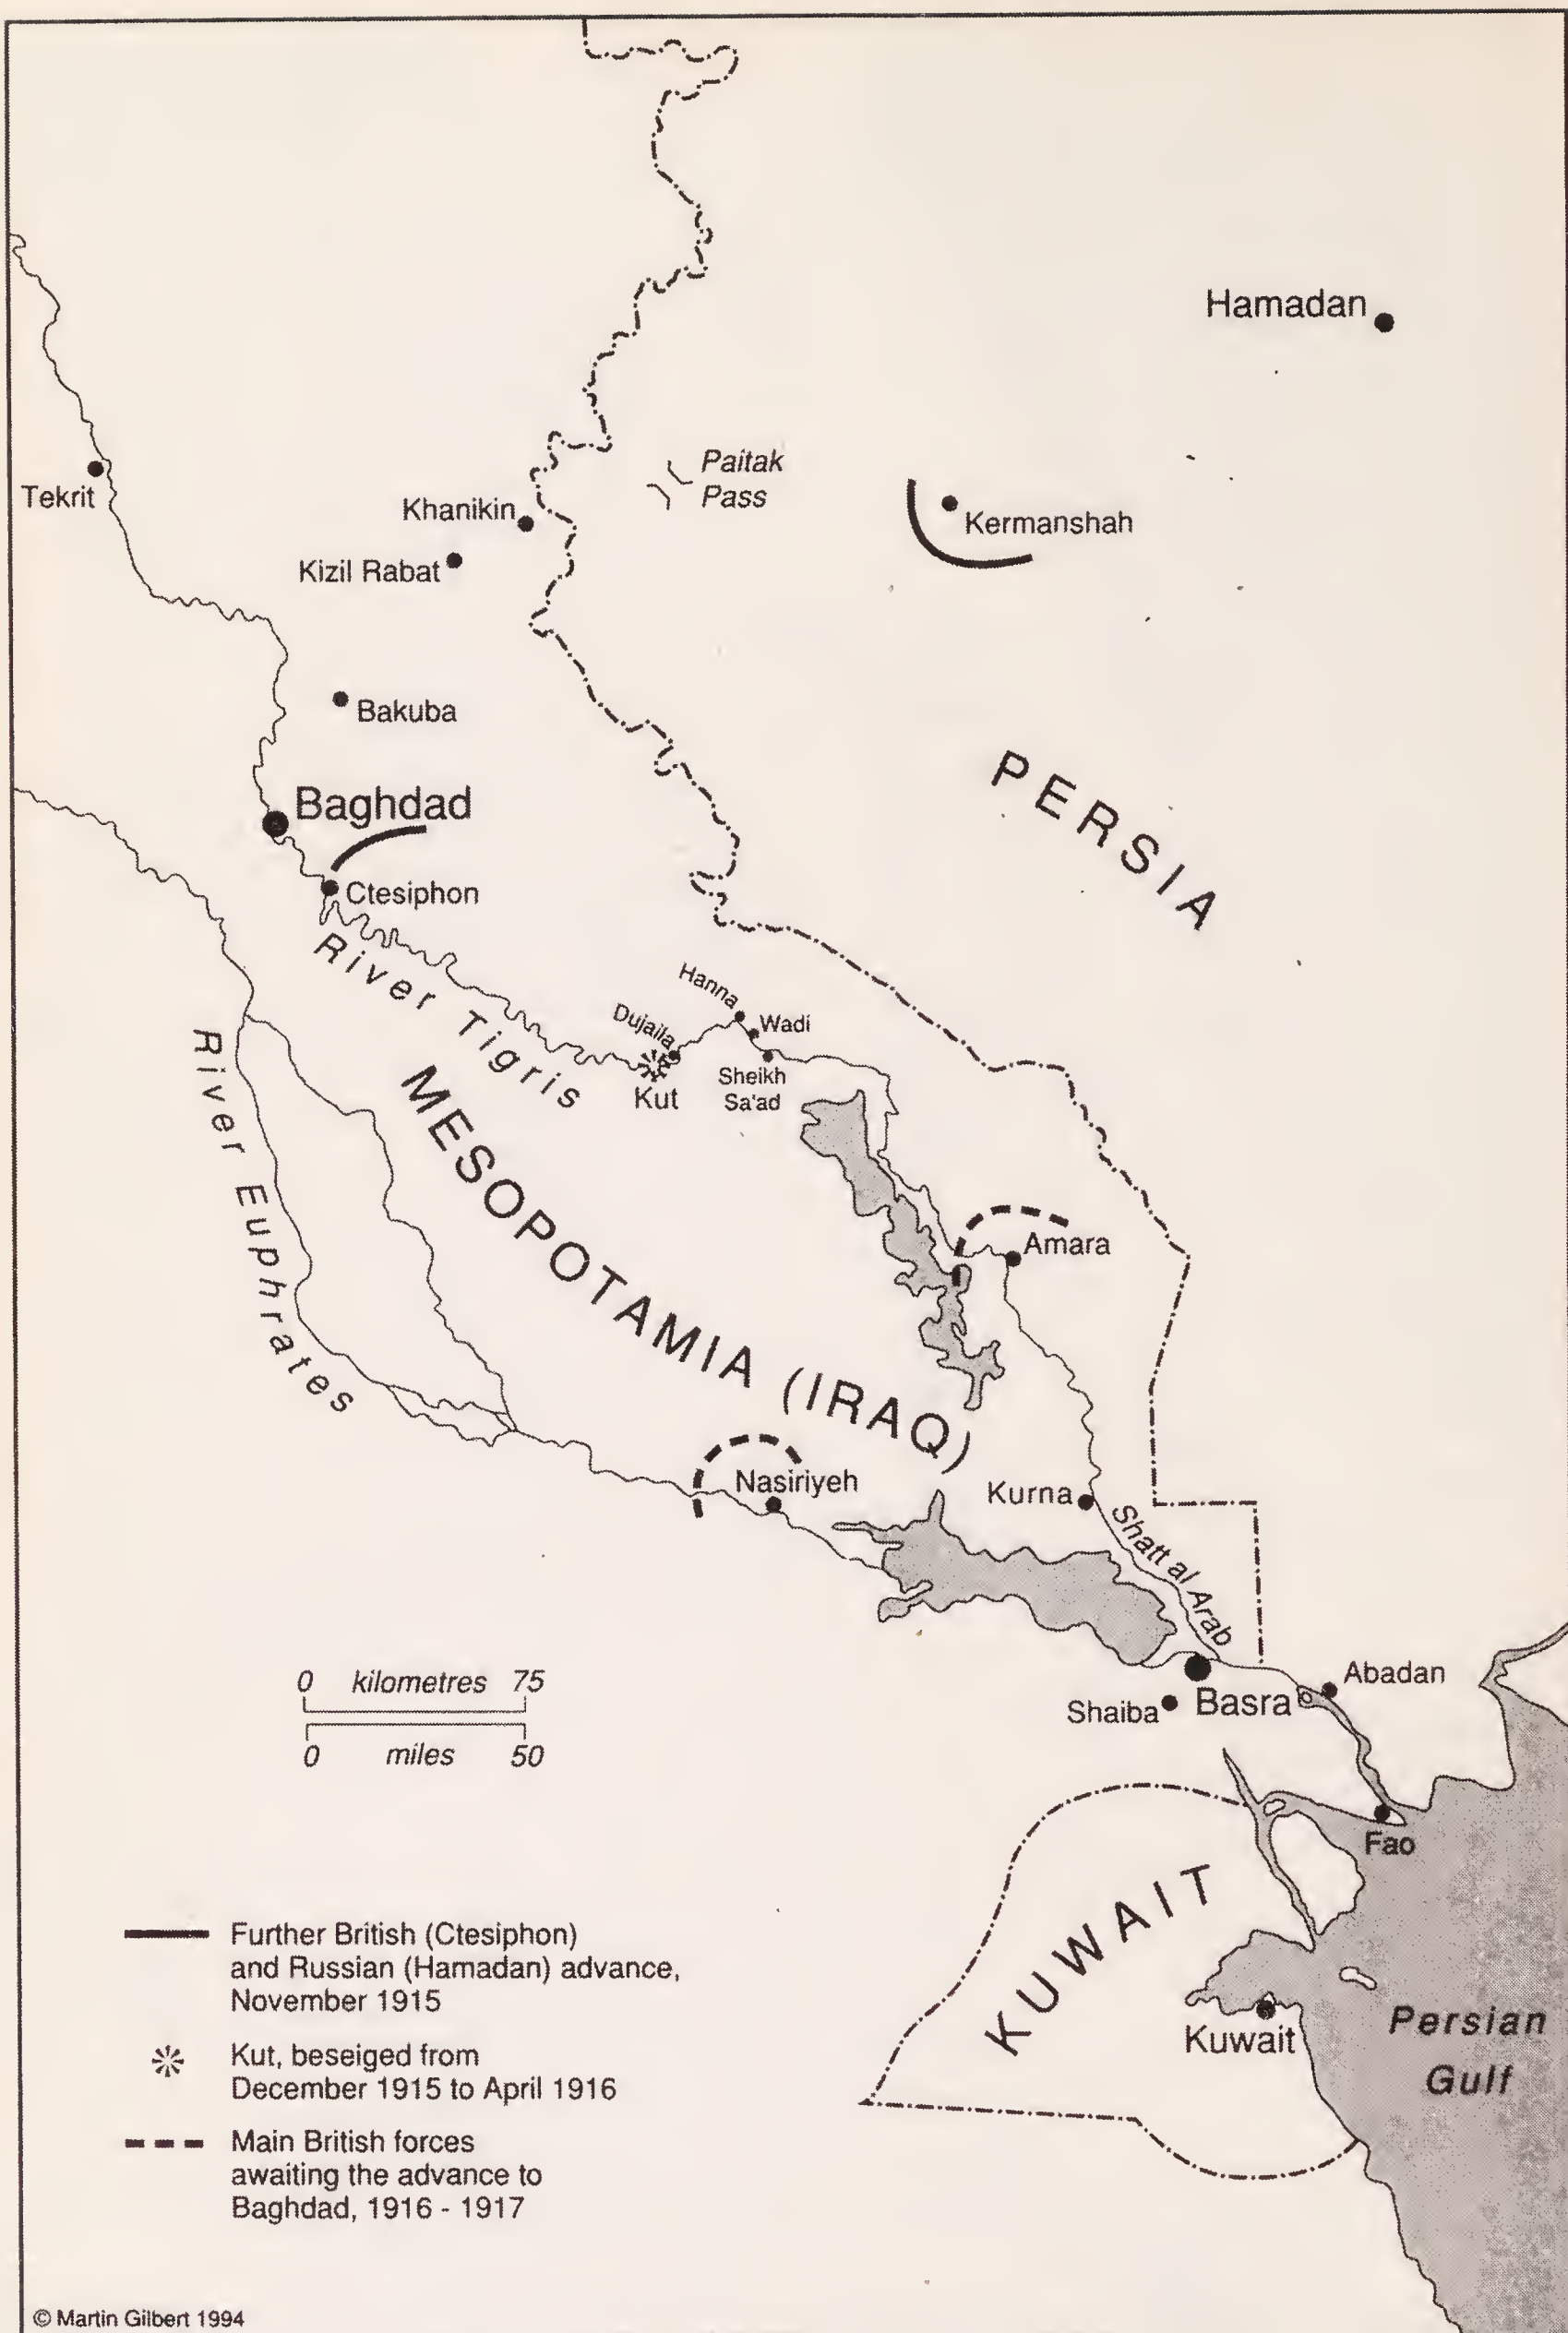 Hamadan
Paitak
Pass
Tekrit
Khanikin
Kermanshah
Kizil Rabat
Bakuba
PERSIA
Baghdad
Ctesiphon
River Tigris
Hanna
Dujaila
Wadi
Sheikh
Sa'ad
Kut
River Euphrates
MESOPOTAMIA (IRAQ)
Amara
Nasiriyeh
Kurna
Shatt al Arab
Abadan
Basra
Shaiba
0 kilometres 75
0 miles 50
Fao
KUWAIT
Kuwait
Persian
Gulf
Further British (Ctesiphon)
and Russian (Hamadan) advance,
November 1915
Kut, beseiged from
December 1915 to April 1916
Main British forces
awaiting the advance to
Baghdad, 1916 - 1917
© Martin Gilbert 1994